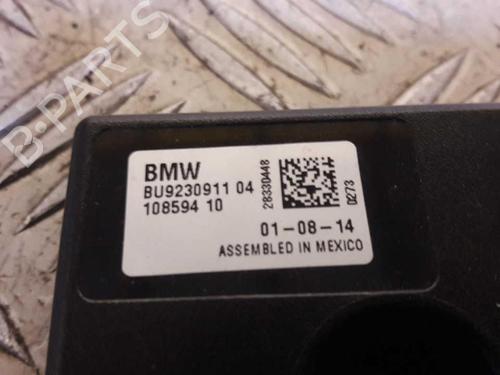 B-PARTS
BMW
BU9230911 04
108594 10
28330448
0273
01-08-14
ASSEMBLED IN MEXICO